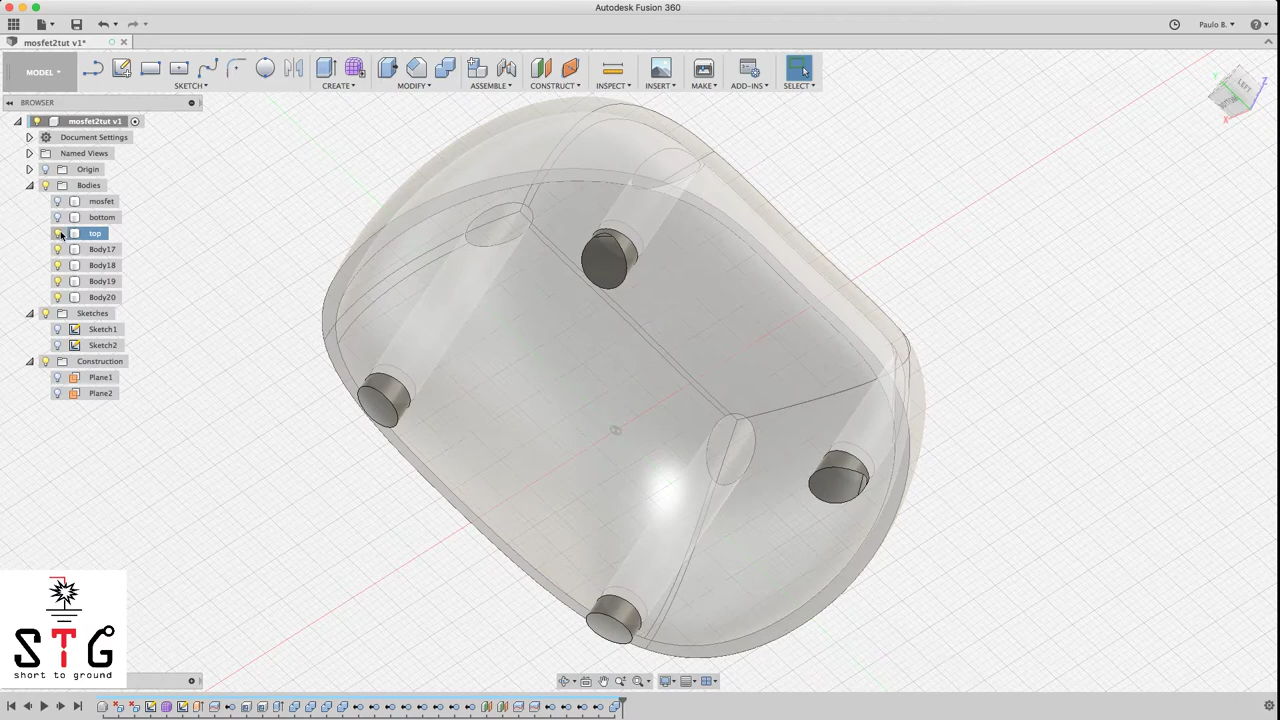 Autodesk Fusion 360
Paulo B.
mosfet2tut v1*
MODEL
SKETCH
CREATE
MODIFY
ASSEMBLE
CONSTRUCT
INSPECT
INSERT
MAKE
ADD-INS
SELECT
BROWSER
mosfet2tut v1
Document Settings
Named Views
Origin
Bodies
mosfet
bottom
top
Body17
Body18
Body19
Body20
Sketches
Sketch1
Sketch2
Construction
Plane1
Plane2
LEFT
BOTTOM
X
Y
Z
STG
short to ground